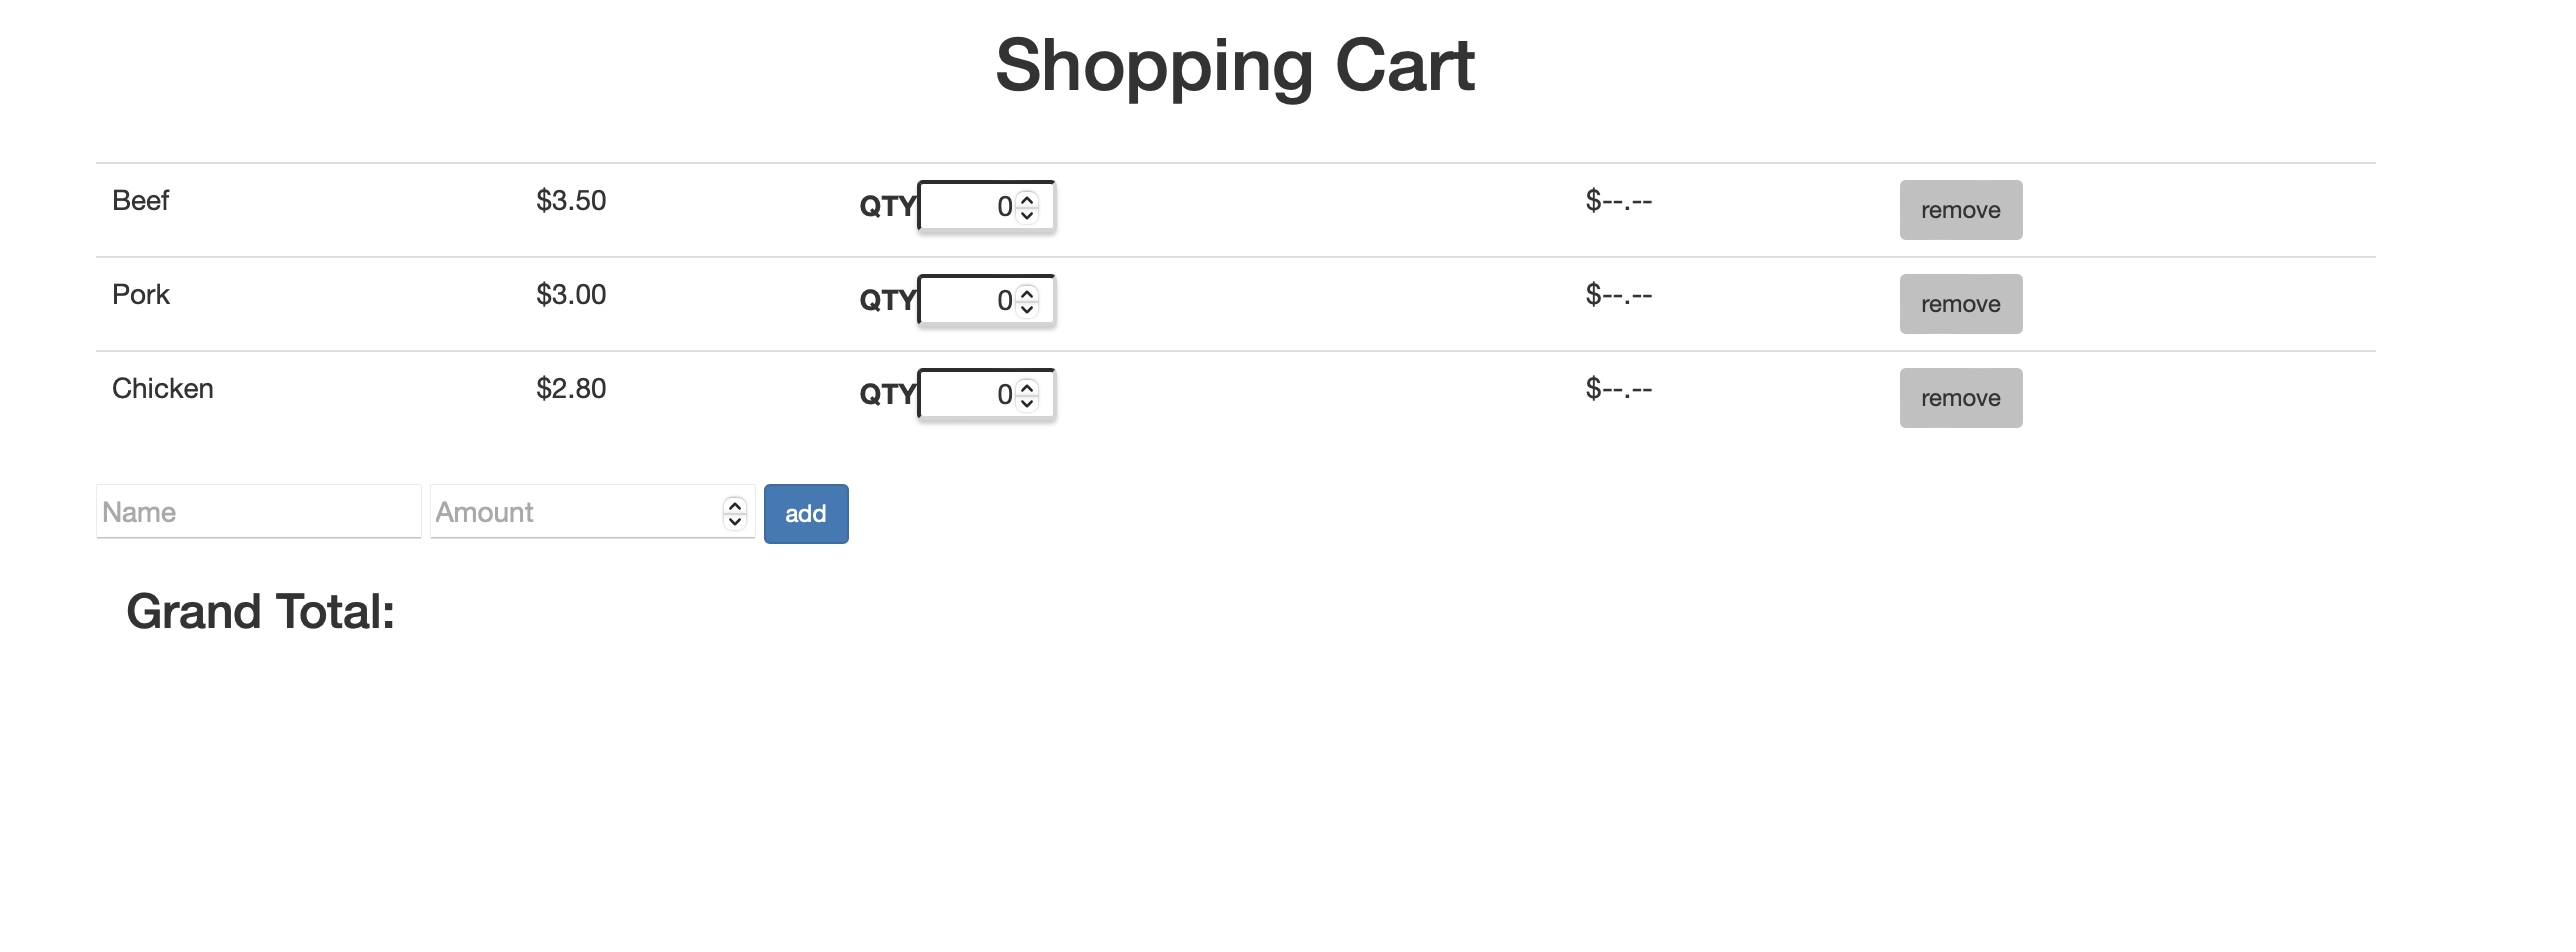 Shopping Cart
Beef $3.50 QTY 0 $--.-- remove
Pork $3.00 QTY 0 $--.-- remove
Chicken $2.80 QTY 0 $--.-- remove
Name Amount add
Grand Total: